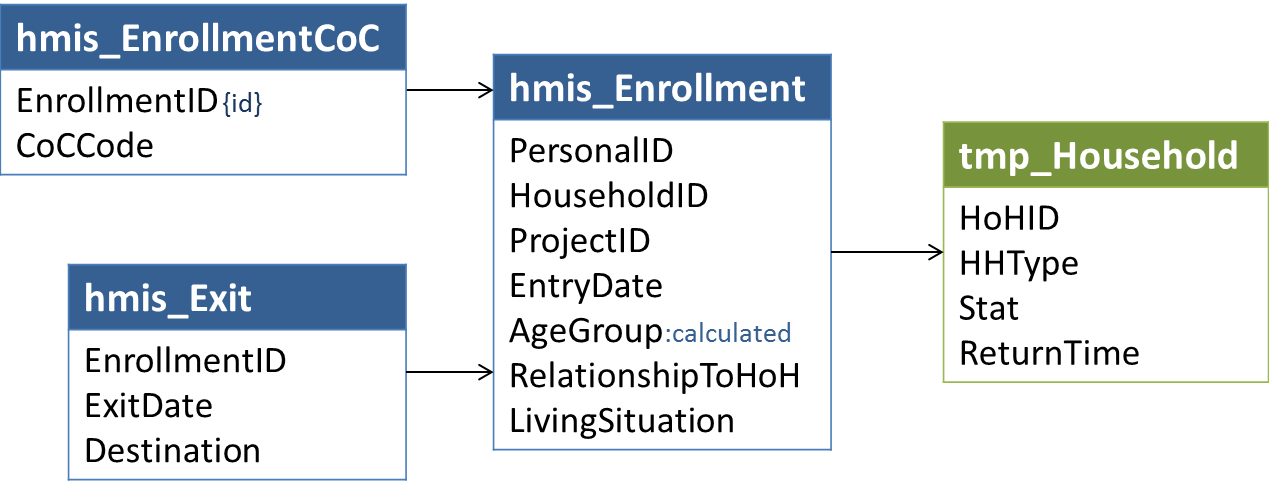 hmis_EnrollmentCoC
EnrollmentID {id}
CoCCode
hmis_Exit
EnrollmentID
ExitDate
Destination
hmis_Enrollment
PersonalID
HouseholdID
ProjectID
EntryDate
AgeGroup:calculated
RelationshipToHoH
LivingSituation
tmp_Household
HoHID
HHType
Stat
ReturnTime